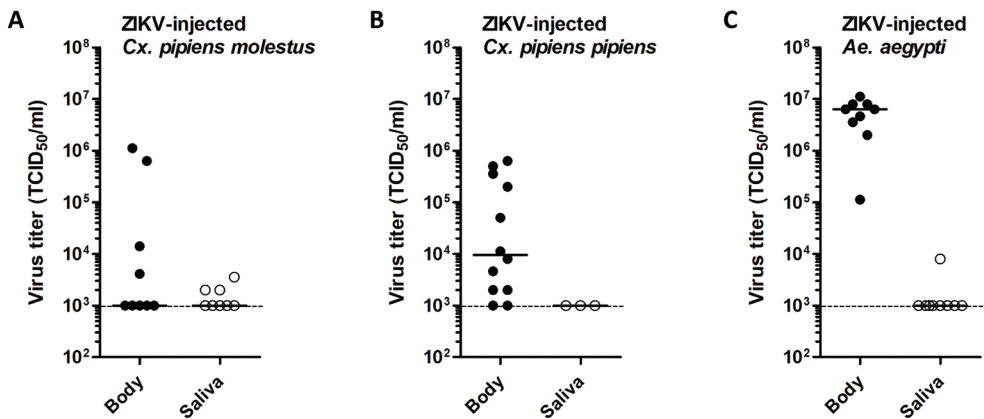 A
ZIKV-injected
Cx. pipiens molestus
Virus titer (TCID₅₀/ml)
10⁸
10⁷
10⁶
10⁵
10⁴
10³
10²
Body
Saliva
B
ZIKV-injected
Cx. pipiens pipiens
Virus titer (TCID₅₀/ml)
10⁸
10⁷
10⁶
10⁵
10⁴
10³
10²
Body
Saliva
C
ZIKV-injected
Ae. aegypti
Virus titer (TCID₅₀/ml)
10⁸
10⁷
10⁶
10⁵
10⁴
10³
10²
Body
Saliva